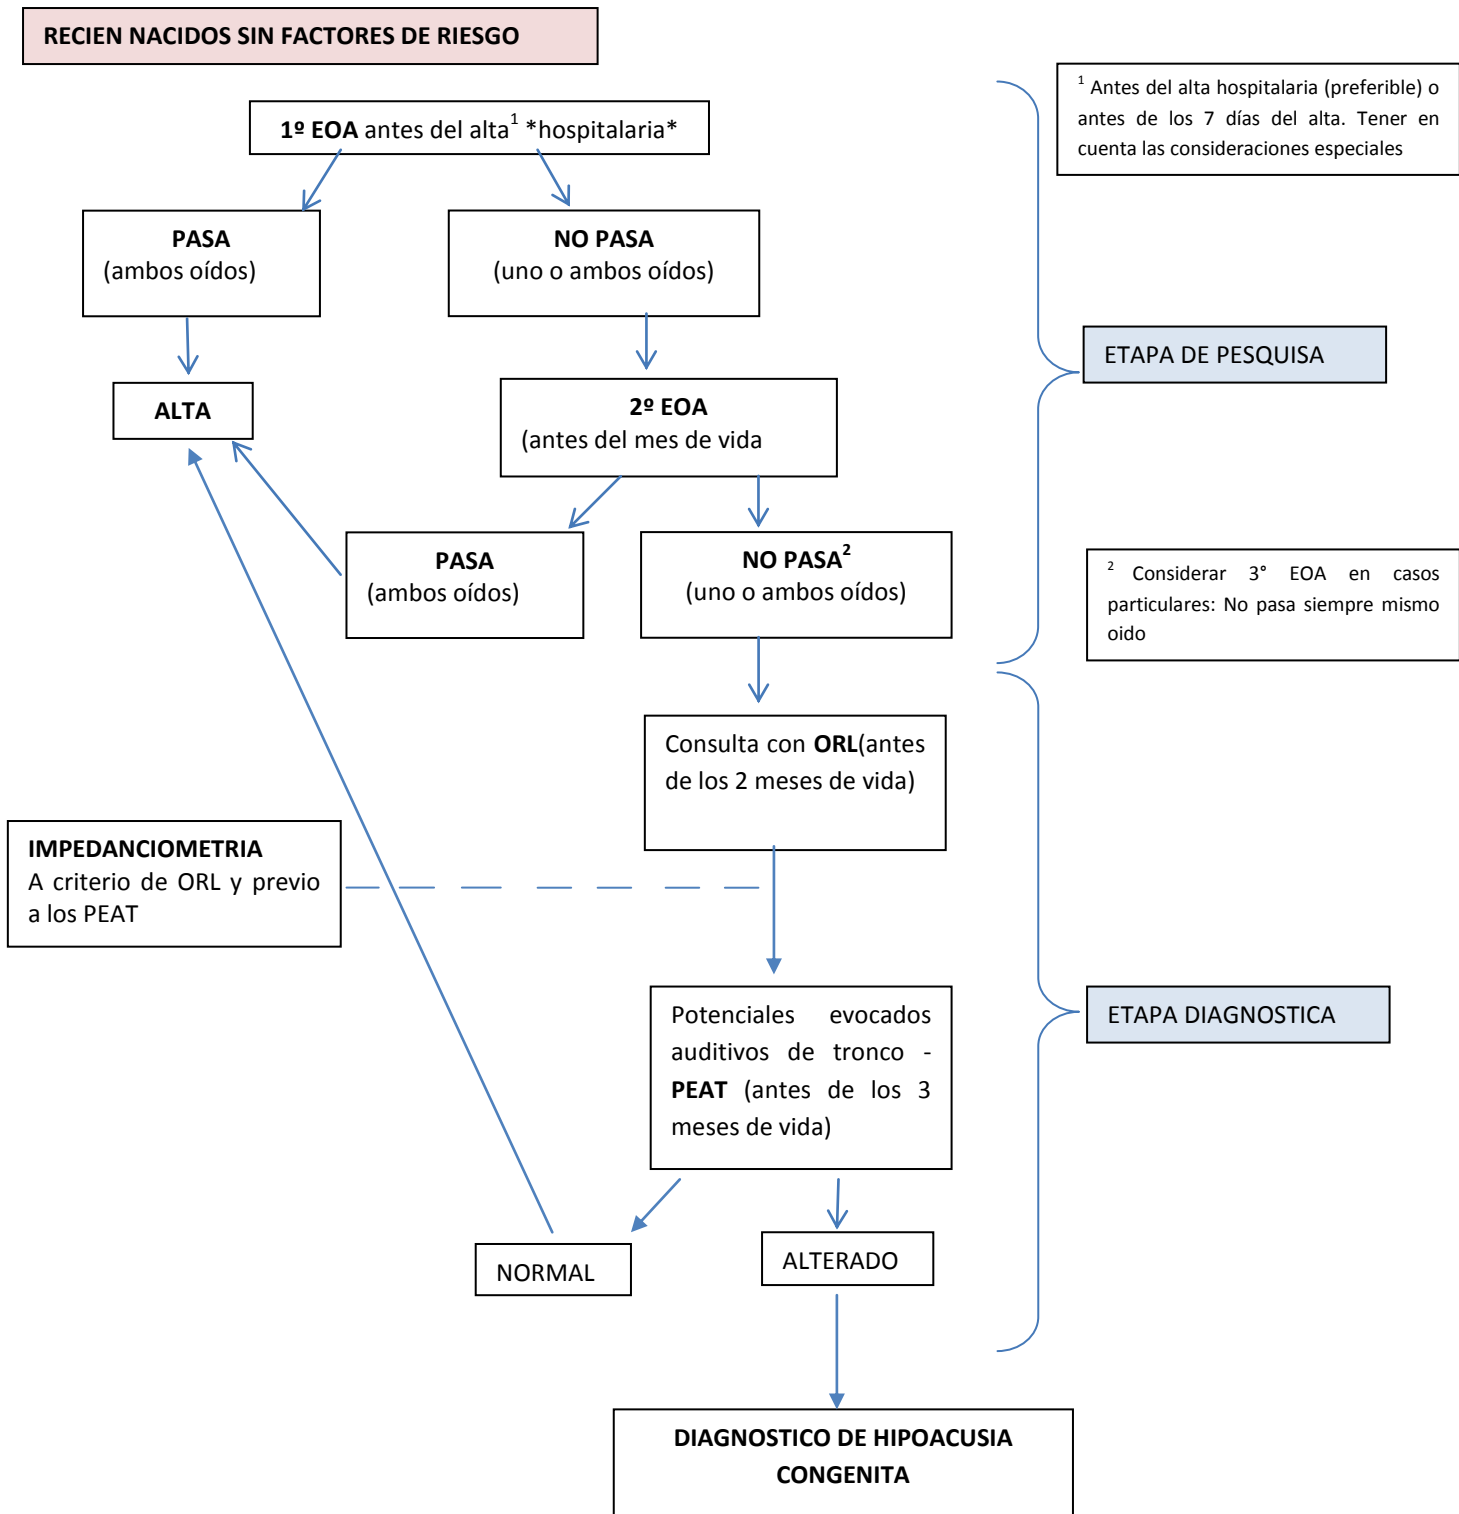 RECIEN NACIDOS SIN FACTORES DE RIESGO
¹ Antes del alta hospitalaria (preferible) o
antes de los 7 días del alta. Tener en
cuenta las consideraciones especiales
1º EOA antes del alta¹ *hospitalaria*
PASA
(ambos oídos)
NO PASA
(uno o ambos oídos)
ETAPA DE PESQUISA
ALTA
2º EOA
(antes del mes de vida
PASA
(ambos oídos)
NO PASA²
(uno o ambos oídos)
² Considerar 3° EOA en casos
particulares: No pasa siempre mismo
oido
Consulta con ORL(antes
de los 2 meses de vida)
IMPEDANCIOMETRIA
A criterio de ORL y previo
a los PEAT
Potenciales evocados
auditivos de tronco -
PEAT (antes de los 3
meses de vida)
ETAPA DIAGNOSTICA
NORMAL
ALTERADO
DIAGNOSTICO DE HIPOACUSIA
CONGENITA